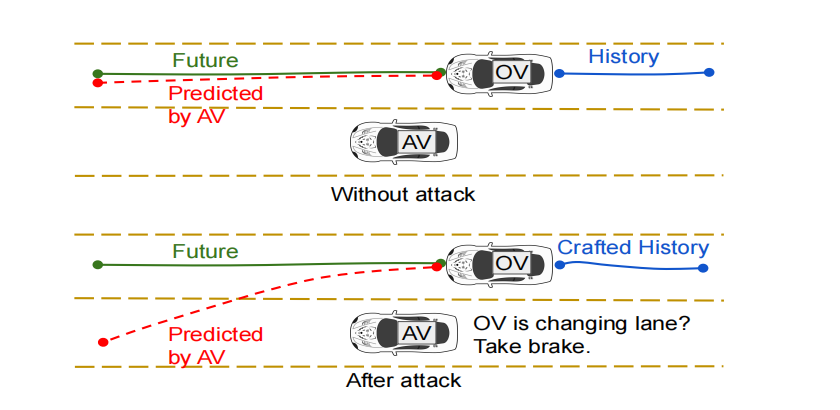 Future
History
OV
Predicted
by AV
AV
Without attack
Future
Crafted History
OV
Predicted
by AV
AV
OV is changing lane?
Take brake.
After attack